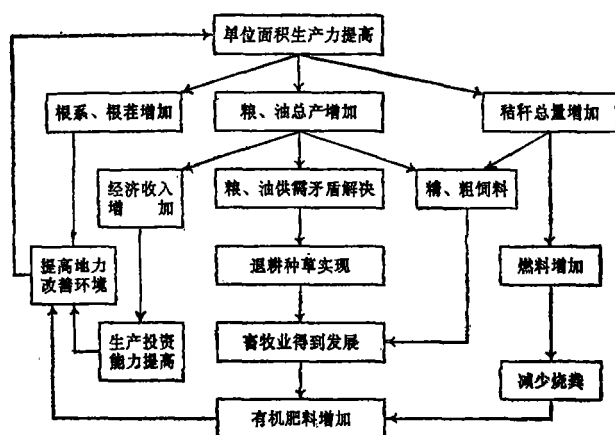 单位面积生产力提高
根系、根茬增加
粮、油总产增加
秸秆总量增加
经济收入
增 加
粮、油供需矛盾解决
精、粗饲料
提高地力
改善环境
退耕种草实现
燃料增加
生产投资
能力提高
畜牧业得到发展
减少烧粪
有机肥料增加